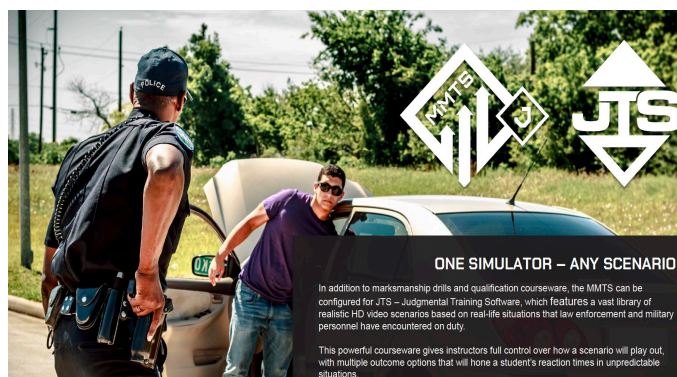 POLICE
MMTS
J
JTS
ONE SIMULATOR – ANY SCENARIO
In addition to marksmanship drills and qualification courseware, the MMTS can be
configured for JTS – Judgmental Training Software, which features a vast library of
realistic HD video scenarios based on real-life situations that law enforcement and military
personnel have encountered on duty.
This powerful courseware gives instructors full control over how a scenario will play out,
with multiple outcome options that will hone a student's reaction times in unpredictable
situations.